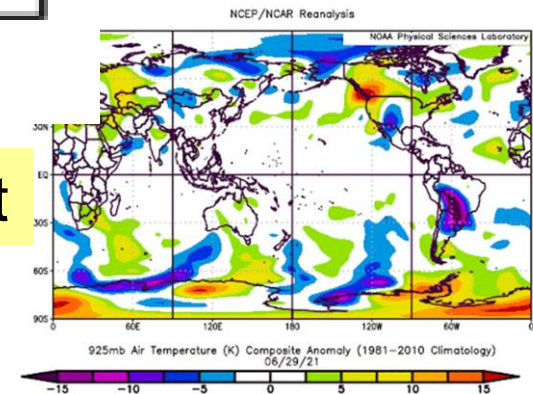 NCEP/NCAR Reanalysis
NOAA Physical Sciences Laboratory
30N
t
EQ
30S
60S
90S
0 60E 120E 180 120W 60W 0
925mb Air Temperature (K) Composite Anomaly (1981-2010 Climatology)
06/29/21
-15 -10 -5 0 5 10 15